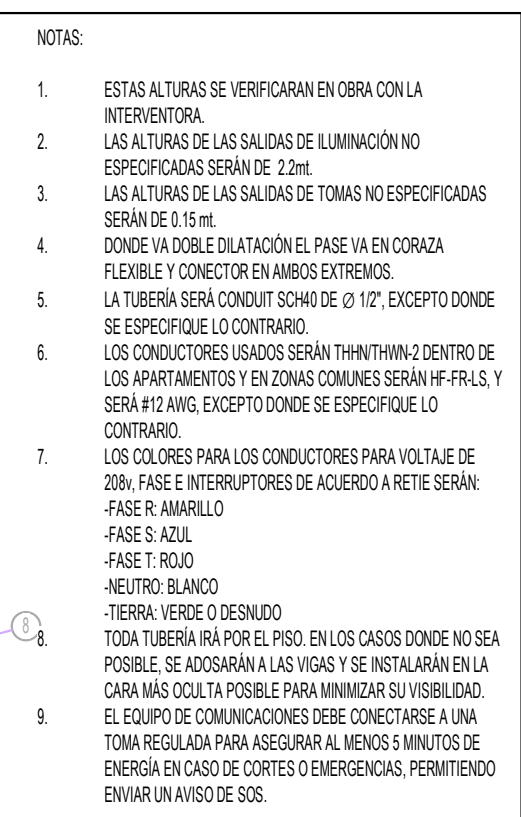 NOTAS:
1. ESTAS ALTURAS SE VERIFICARAN EN OBRA CON LA
INTERVENTORA.
2. LAS ALTURAS DE LAS SALIDAS DE ILUMINACIÓN NO
ESPECIFICADAS SERÁN DE 2.2mt.
3. LAS ALTURAS DE LAS SALIDAS DE TOMAS NO ESPECIFICADAS
SERÁN DE 0.15 mt.
4. DONDE VA DOBLE DILATACIÓN EL PASE VA EN CORAZA
FLEXIBLE Y CONECTOR EN AMBOS EXTREMOS.
5. LA TUBERÍA SERÁ CONDUIT SCH40 DE ∅ 1/2", EXCEPTO DONDE
SE ESPECIFIQUE LO CONTRARIO.
6. LOS CONDUCTORES USADOS SERÁN THHN/THWN-2 DENTRO DE
LOS APARTAMENTOS Y EN ZONAS COMUNES SERÁN HF-FR-LS, Y
SERÁ #12 AWG, EXCEPTO DONDE SE ESPECIFIQUE LO
CONTRARIO.
7. LOS COLORES PARA LOS CONDUCTORES PARA VOLTAJE DE
208v, FASE E INTERRUPTORES DE ACUERDO A RETIE SERÁN:
-FASE R: AMARILLO
-FASE S: AZUL
-FASE T: ROJO
-NEUTRO: BLANCO
-TIERRA: VERDE O DESNUDO
8
8. TODA TUBERÍA IRÁ POR EL PISO. EN LOS CASOS DONDE NO SEA
POSIBLE, SE ADOSARÁN A LAS VIGAS Y SE INSTALARÁN EN LA
CARA MÁS OCULTA POSIBLE PARA MINIMIZAR SU VISIBILIDAD.
9. EL EQUIPO DE COMUNICACIONES DEBE CONECTARSE A UNA
TOMA REGULADA PARA ASEGURAR AL MENOS 5 MINUTOS DE
ENERGÍA EN CASO DE CORTES O EMERGENCIAS, PERMITIENDO
ENVIAR UN AVISO DE SOS.